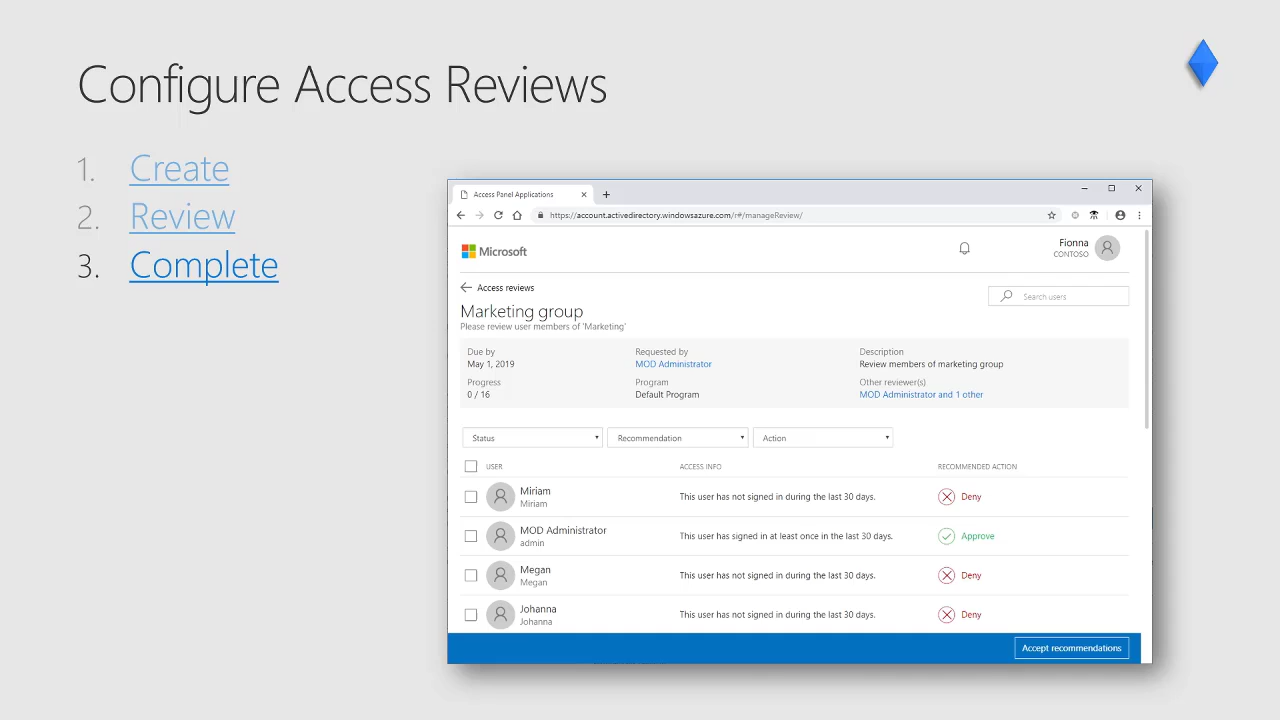 Configure Access Reviews
1. Create
2. Review
3. Complete
Access Panel Applications
https://account.activedirectory.windowsazure.com/r#/manageReview/
Microsoft
Fionna
CONTOSO
Access reviews
Search users
Marketing group
Please review user members of 'Marketing'
Due by Requested by Description
May 1, 2019 MOD Administrator Review members of marketing group
Progress Program Other reviewer(s)
0 / 16 Default Program MOD Administrator and 1 other
Status Recommendation Action
USER ACCESS INFO RECOMMENDED ACTION
Miriam
Miriam
This user has not signed in during the last 30 days. Deny
MOD Administrator
admin
This user has signed in at least once in the last 30 days. Approve
Megan
Megan
This user has not signed in during the last 30 days. Deny
Johanna
Johanna
This user has not signed in during the last 30 days. Deny
Accept recommendations